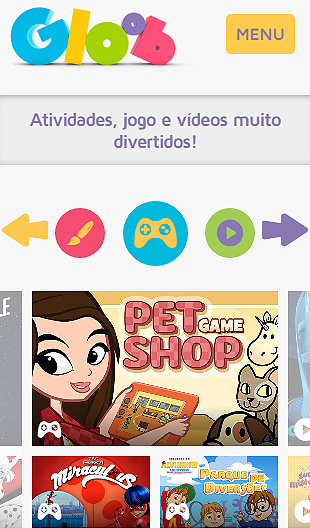 Gloob
MENU
Atividades, jogo e vídeos muito
divertidos!
PET
GAME
SHOP
MIRACULOUS
PARQUE DE
DIVERSÕES